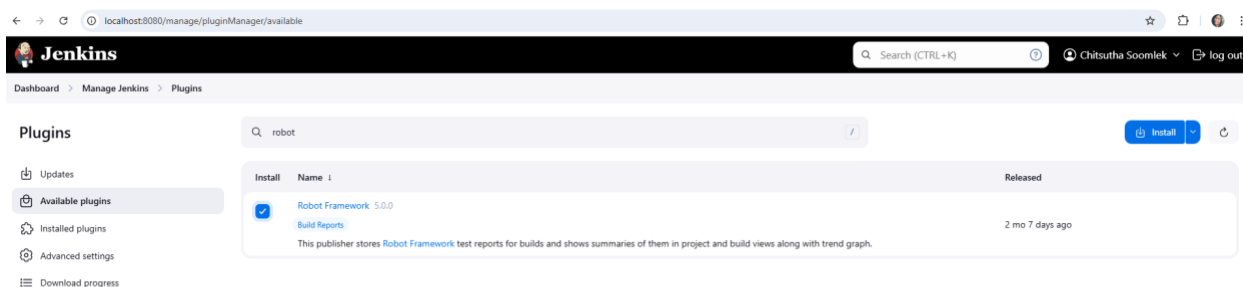 localhost:8080/manage/pluginManager/available
Jenkins
Search (CTRL+K)
Chitsutha Soomlek
log out
Dashboard > Manage Jenkins > Plugins
Plugins
robot
/
Install
Updates
Available plugins
Installed plugins
Advanced settings
Download progress
Install Name ↓ Released
Robot Framework 5.0.0
Build Reports
2 mo 7 days ago
This publisher stores Robot Framework test reports for builds and shows summaries of them in project and build views along with trend graph.